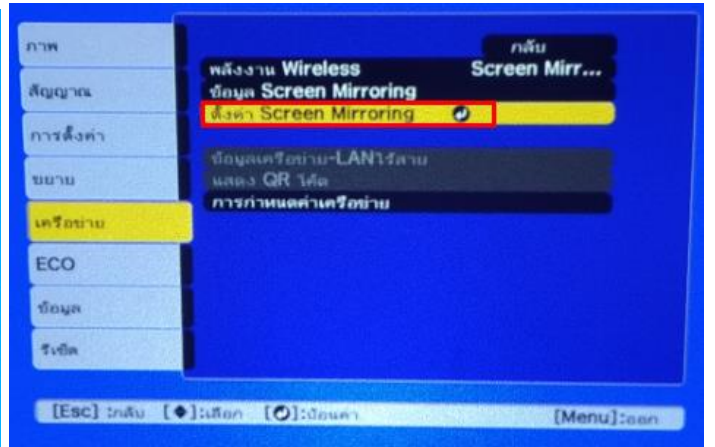 ภาพ
สัญญาณ
การตั้งค่า
ขยาย
เครือข่าย
ECO
ข้อมูล
รีเซ็ต
กลับ
พลังงาน Wireless Screen Mirr...
ข้อมูล Screen Mirroring
ตั้งค่า Screen Mirroring
ข้อมูลเครือข่าย-LANไร้สาย
แสดง QR โค้ด
การกำหนดค่าเครือข่าย
[Esc] :กลับ [◆]:เลือก [↵]:ป้อนค่า [Menu]:ออก